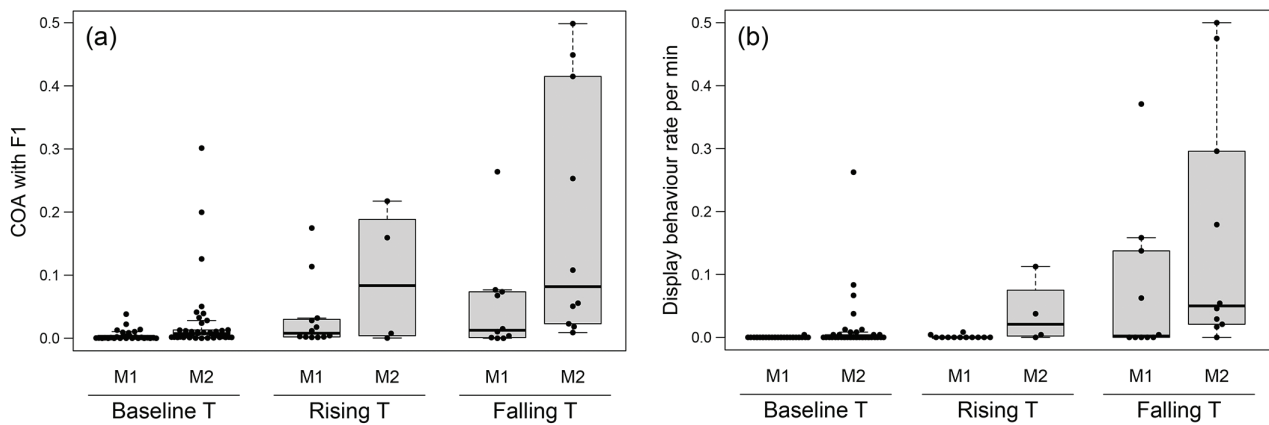 (a)
COA with F1
0.5
0.4
0.3
0.2
0.1
0.0
M1 M2 M1 M2 M1 M2
Baseline T Rising T Falling T
(b)
Display behaviour rate per min
0.5
0.4
0.3
0.2
0.1
0.0
M1 M2 M1 M2 M1 M2
Baseline T Rising T Falling T